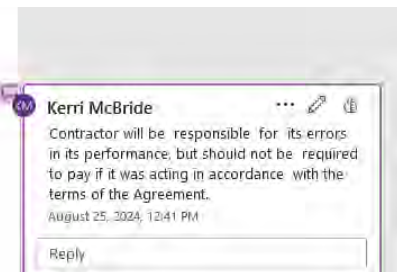 KM
Kerri McBride
Contractor will be responsible for its errors
in its performance, but should not be required
to pay if it was acting in accordance with the
terms of the Agreement.
August 25, 2024, 12:41 PM
Reply